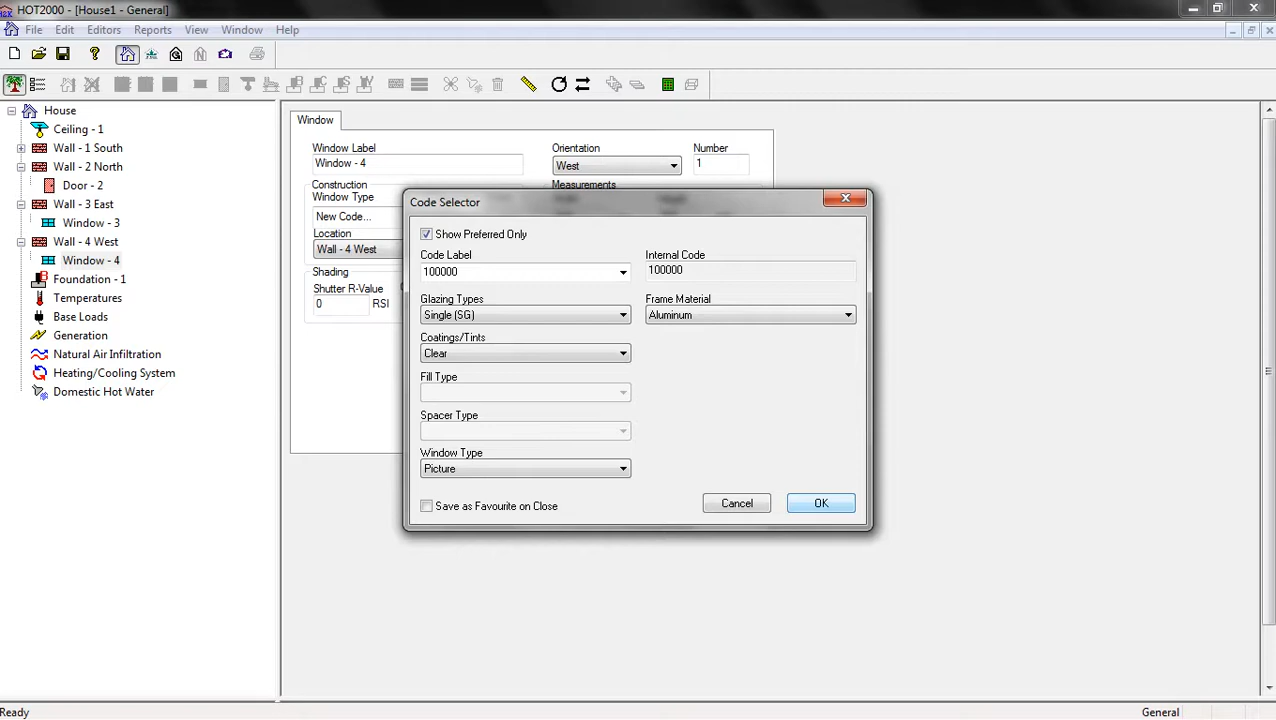 HOT2000 - [House1 - General]
File Edit Editors Reports View Window Help
House
Ceiling - 1
Wall - 1 South
Wall - 2 North
Door - 2
Wall - 3 East
Window - 3
Wall - 4 West
Window - 4
Foundation - 1
Temperatures
Base Loads
Generation
Natural Air Infiltration
Heating/Cooling System
Domestic Hot Water
Window
Window Label
Window - 4
Orientation
West
Number
1
Construction
Window Type
New Code...
Location
Wall - 4 West
Measurements
Shading
Shutter R-Value
0 RSI
Code Selector
Show Preferred Only
Code Label
100000
Internal Code
100000
Glazing Types
Single (SG)
Frame Material
Aluminum
Coatings/Tints
Clear
Fill Type
Spacer Type
Window Type
Picture
Save as Favourite on Close
Cancel OK
Ready General